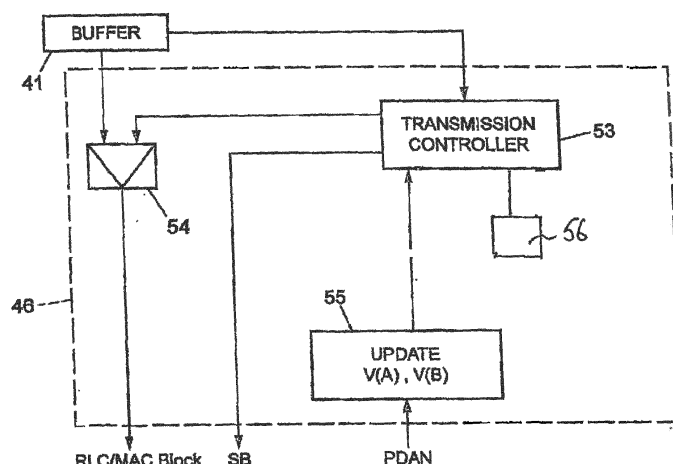 BUFFER
41
TRANSMISSION
CONTROLLER
53
54
56
46
55
UPDATE
V(A) , V(B)
RLC/MAC Block
SB
PDAN